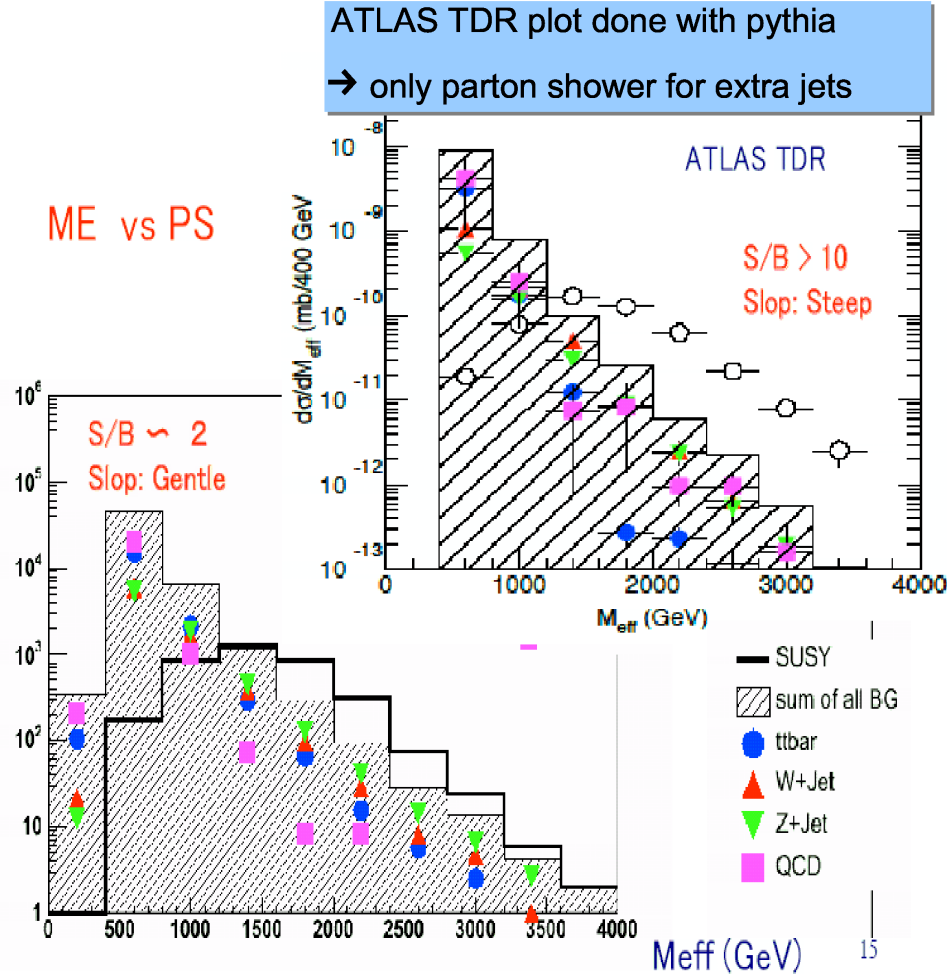 ATLAS TDR plot done with pythia
→ only parton shower for extra jets
ME vs PS
ATLAS TDR
S/B > 10
Slop: Steep
dσ/dM_eff (mb/400 GeV)
10 -8
10 -9
10 -10
10 -11
10 -12
10 -13
0 1000 2000 3000 4000
M_eff (GeV)
S/B ∽ 2
Slop: Gentle
10^6
10^5
10^4
10^3
10^2
10
1
0 500 1000 1500 2000 2500 3000 3500 4000
SUSY
sum of all BG
ttbar
W+Jet
Z+Jet
QCD
Meff (GeV)
15